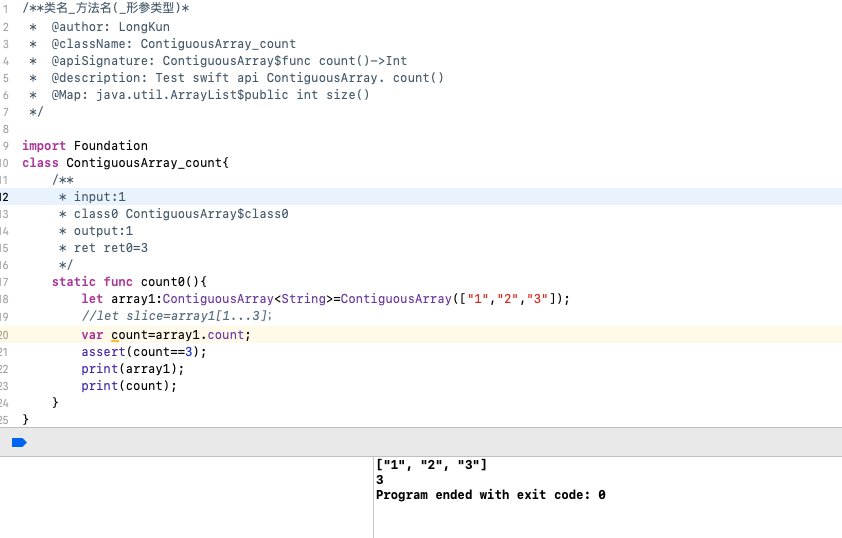 1 /**类名_方法名(_形参类型)*
2 *  @author: LongKun
3 *  @className: ContiguousArray_count
4 *  @apiSignature: ContiguousArray$func count()->Int
5 *  @description: Test swift api ContiguousArray. count()
6 *  @Map: java.util.ArrayList$public int size()
7 */
8
9 import Foundation
10 class ContiguousArray_count{
11 /**
12 * input:1
13 * class0 ContiguousArray$class0
14 * output:1
15 * ret ret0=3
16 */
17 static func count0(){
18 let array1:ContiguousArray<String>=ContiguousArray(["1","2","3"]);
19 //let slice=array1[1...3];
20 var count=array1.count;
21 assert(count==3);
22 print(array1);
23 print(count);
24 }
25 }
["1", "2", "3"]
3
Program ended with exit code: 0